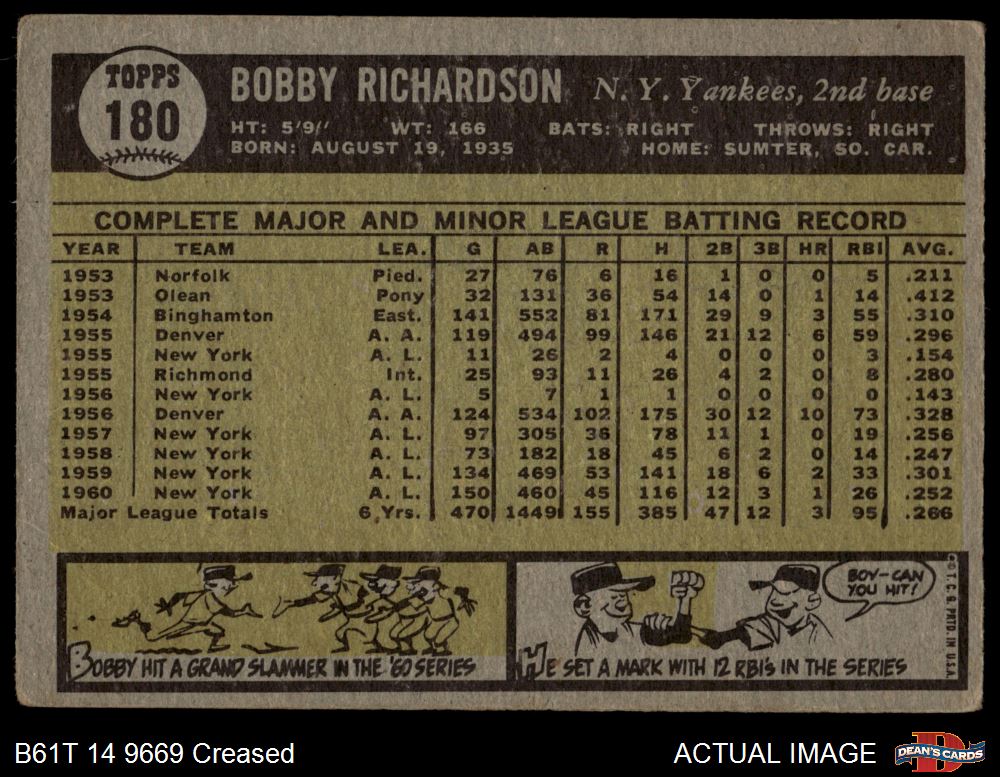 TOPPS
180
BOBBY RICHARDSON N. Y. Yankees, 2nd base
HT: 5'9" WT: 166 BATS: RIGHT THROWS: RIGHT
BORN: AUGUST 19, 1935 HOME: SUMTER, SO. CAR.
COMPLETE MAJOR AND MINOR LEAGUE BATTING RECORD
YEAR TEAM LEA. G AB R H 2B 3B HR RBI AVG.
1953 Norfolk Pied. 27 76 6 16 1 0 0 5 .211
1953 Olean Pony 32 131 36 54 14 0 1 14 .412
1954 Binghamton East. 141 552 81 171 29 9 3 55 .310
1955 Denver A. A. 119 494 99 146 21 12 6 59 .296
1955 New York A. L. 11 26 2 4 0 0 0 3 .154
1955 Richmond Int. 25 93 11 26 4 2 0 8 .280
1956 New York A. L. 5 7 1 1 0 0 0 0 .143
1956 Denver A. A. 124 534 102 175 30 12 10 73 .328
1957 New York A. L. 97 305 36 78 11 1 0 19 .256
1958 New York A. L. 73 182 18 45 6 2 0 14 .247
1959 New York A. L. 134 469 53 141 18 6 2 33 .301
1960 New York A. L. 150 460 45 116 12 3 1 26 .252
Major League Totals 6 Yrs. 470 1449 155 385 47 12 3 95 .266
BOBBY HIT A GRAND SLAMMER IN THE '60 SERIES
BOY-CAN
YOU HIT!
HE SET A MARK WITH 12 RBI'S IN THE SERIES
© T. C. G. PRTD. IN U.S.A.
B61T 14 9669 Creased
ACTUAL IMAGE
D
DEAN'S CARDS